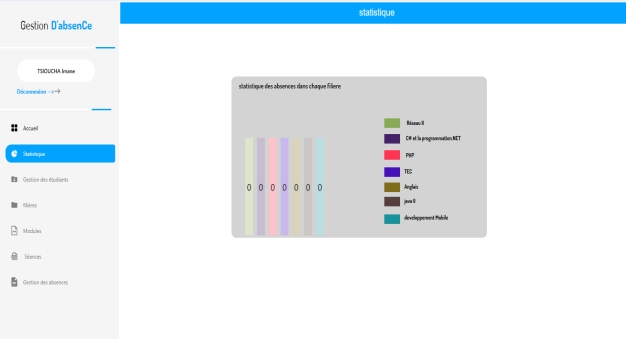 statistique
Gestion D'absenCe
TSIOUCHA Imane
Déconnexion - >→
Accueil
Statistique
Gestion des étudiants
filières
Modules
Séances
Gestion des absences
statistique des absences dans chaque filiere
0 0 0 0 0 0 0
Réseau II
C# et la programmation.NET
PHP
TEC
Anglais
java II
developpement Mobile